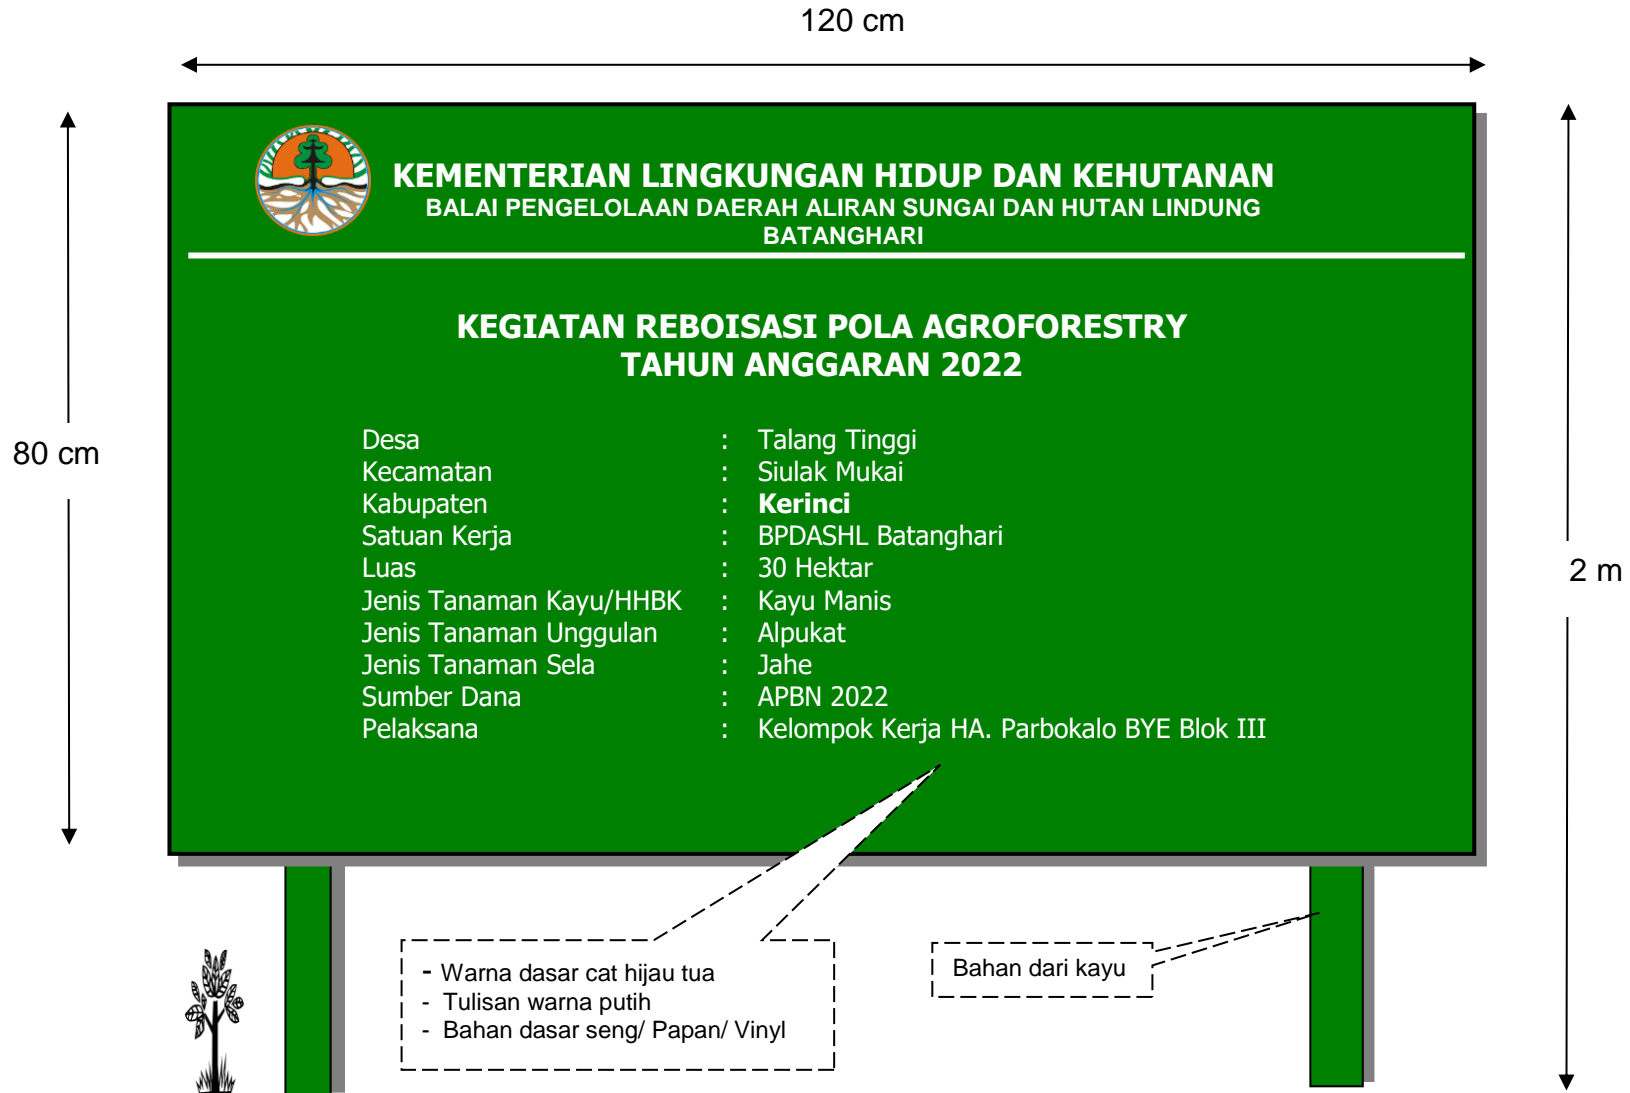 120 cm
KEMENTERIAN LINGKUNGAN HIDUP DAN KEHUTANAN
BALAI PENGELOLAAN DAERAH ALIRAN SUNGAI DAN HUTAN LINDUNG
BATANGHARI
KEGIATAN REBOISASI POLA AGROFORESTRY
TAHUN ANGGARAN 2022
Desa : Talang Tinggi
Kecamatan : Siulak Mukai
Kabupaten : Kerinci
Satuan Kerja : BPDASHL Batanghari
Luas : 30 Hektar
Jenis Tanaman Kayu/HHBK : Kayu Manis
Jenis Tanaman Unggulan : Alpukat
Jenis Tanaman Sela : Jahe
Sumber Dana : APBN 2022
Pelaksana : Kelompok Kerja HA. Parbokalo BYE Blok III
80 cm
2 m
- Warna dasar cat hijau tua
- Tulisan warna putih
- Bahan dasar seng/ Papan/ Vinyl
Bahan dari kayu